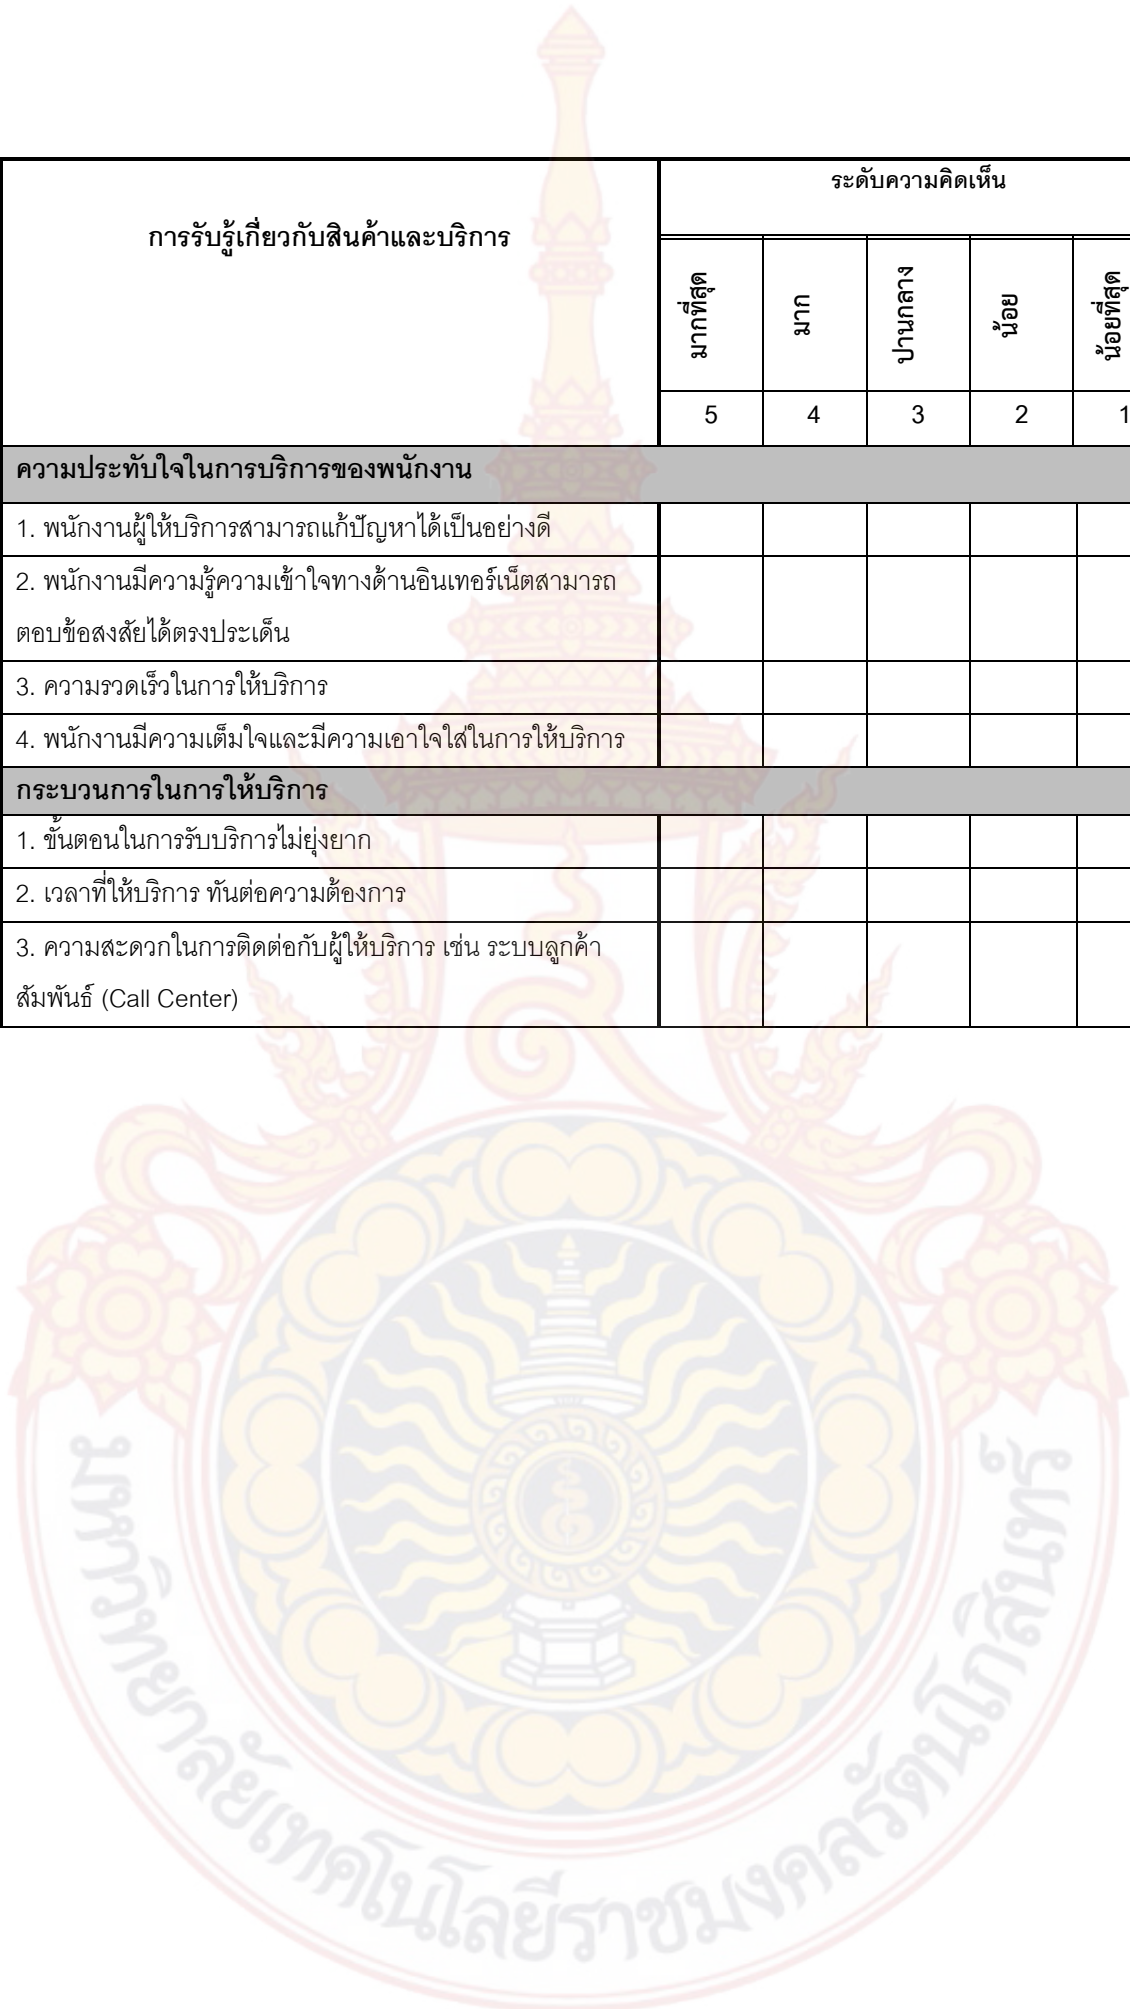 ระดับความคิดเห็น
การรับรู้เกี่ยวกับสินค้าและบริการ
มากที่สุด
มาก
ปานกลาง
น้อย
น้อยที่สุด
5 4 3 2 1
ความประทับใจในการบริการของพนักงาน
1. พนักงานผู้ให้บริการสามารถแก้ปัญหาได้เป็นอย่างดี
2. พนักงานมีความรู้ความเข้าใจทางด้านอินเทอร์เน็ตสามารถ
ตอบข้อสงสัยได้ตรงประเด็น
3. ความรวดเร็วในการให้บริการ
4. พนักงานมีความเต็มใจและมีความเอาใจใส่ในการให้บริการ
กระบวนการในการให้บริการ
1. ขั้นตอนในการรับบริการไม่ยุ่งยาก
2. เวลาที่ให้บริการ ทันต่อความต้องการ
3. ความสะดวกในการติดต่อกับผู้ให้บริการ เช่น ระบบลูกค้า
สัมพันธ์ (Call Center)
มหาวิทยาลัยเทคโนโลยีราชมงคลรัตนโกสินทร์